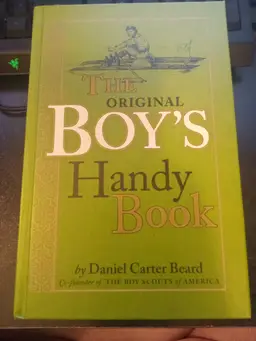 THE
ORIGINAL
BOY'S
Handy
Book
by Daniel Carter Beard
Co-founder of THE BOY SCOUTS of AMERICA